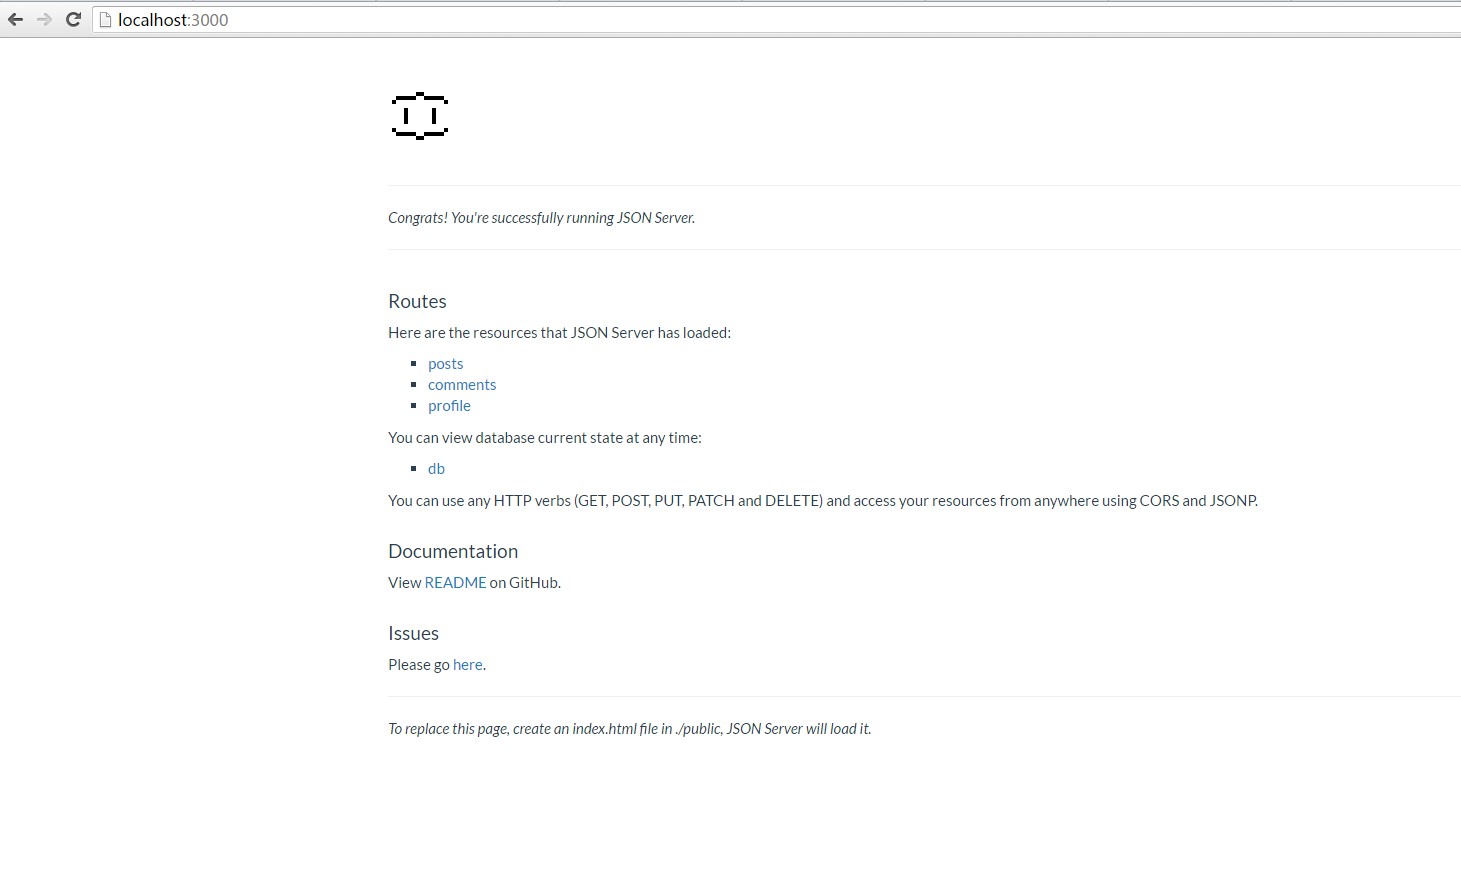 localhost:3000
Congrats! You're successfully running JSON Server.
Routes
Here are the resources that JSON Server has loaded:
posts
comments
profile
You can view database current state at any time:
db
You can use any HTTP verbs (GET, POST, PUT, PATCH and DELETE) and access your resources from anywhere using CORS and JSONP.
Documentation
View README on GitHub.
Issues
Please go here.
To replace this page, create an index.html file in ./public, JSON Server will load it.